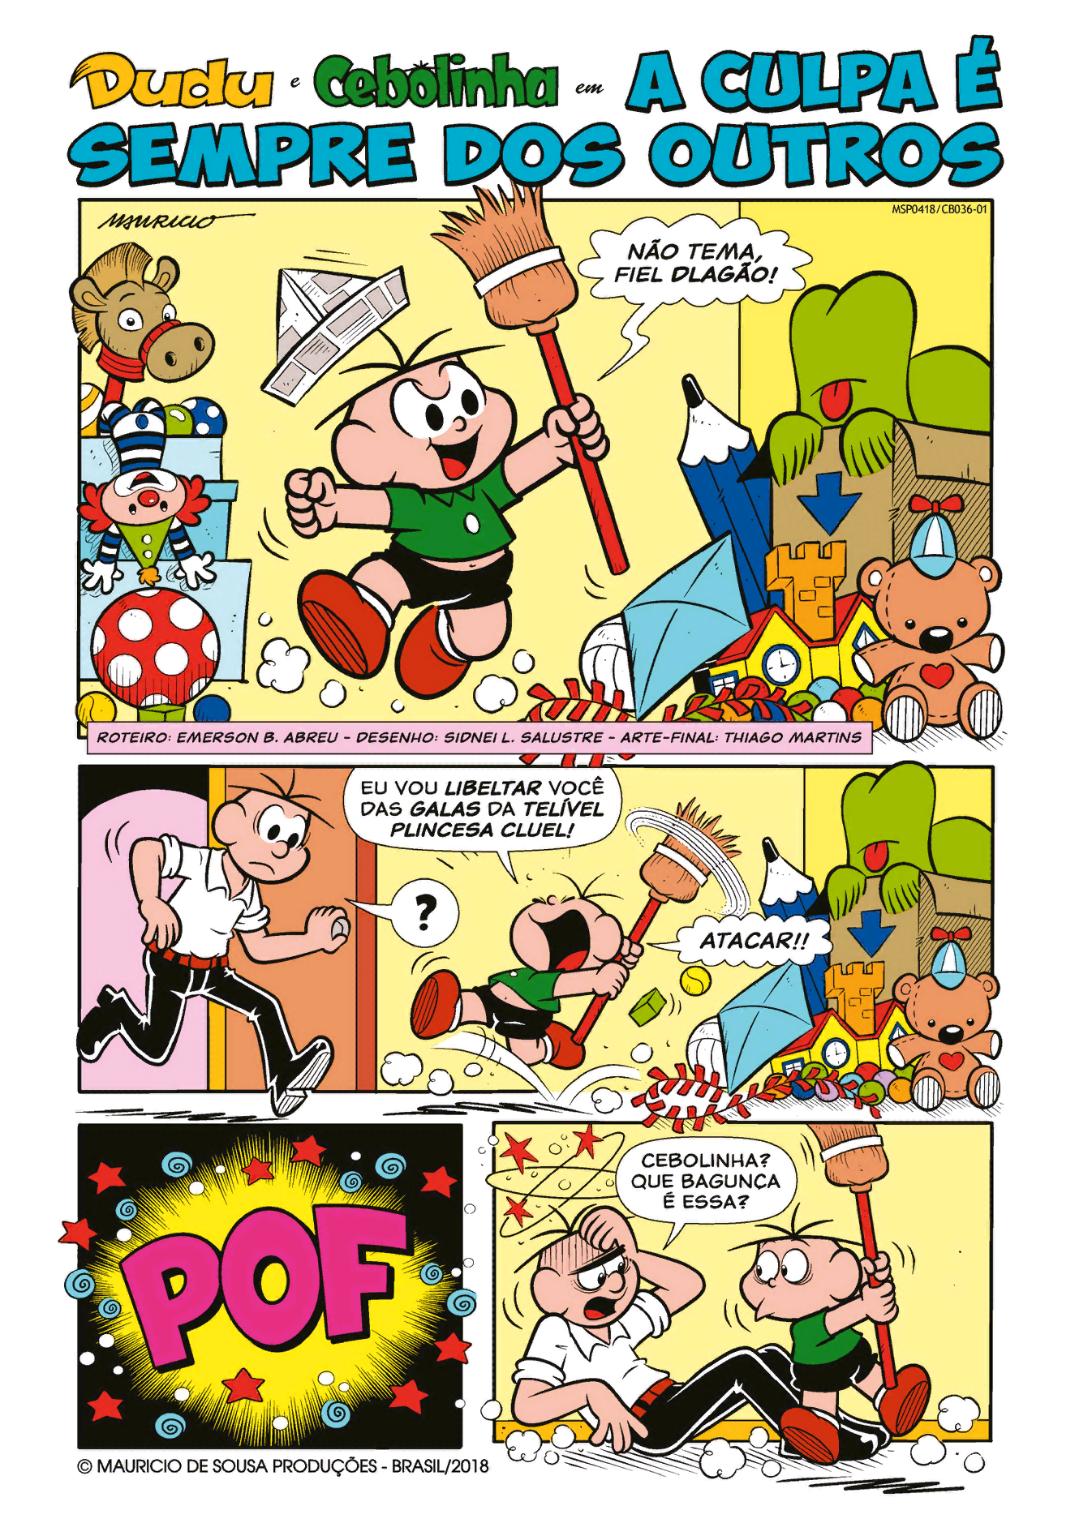 Dudu e Cebolinha em A CULPA É
SEMPRE DOS OUTROS
MAURICIO
MSP0418/CB036-01
NÃO TEMA,
FIEL DLAGÃO!
ROTEIRO: EMERSON B. ABREU - DESENHO: SIDNEI L. SALUSTRE - ARTE-FINAL: THIAGO MARTINS
EU VOU LIBELTAR VOCÊ
DAS GALAS DA TELÍVEL
PLINCESA CLUEL!
?
ATACAR!!
POF
CEBOLINHA?
QUE BAGUNÇA
É ESSA?
© MAURICIO DE SOUSA PRODUÇÕES - BRASIL/2018